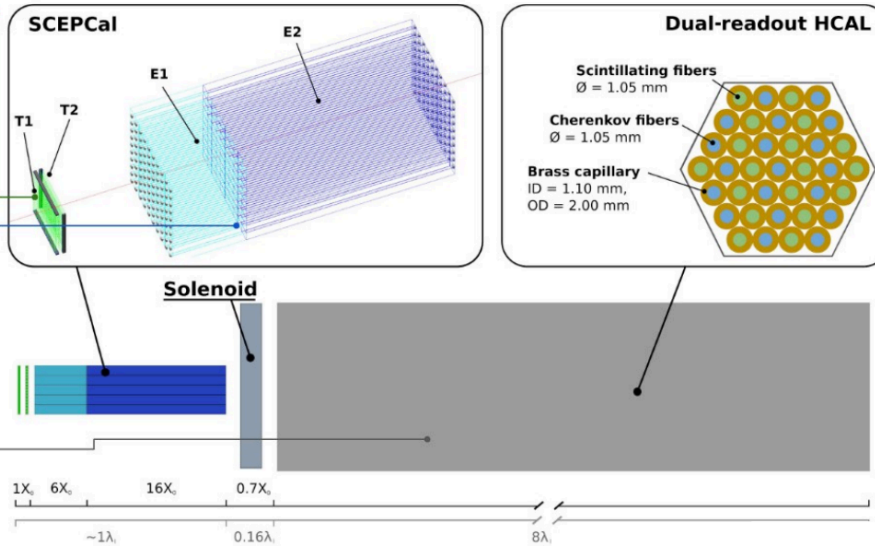 SCEPCal
Dual-readout HCAL
E2
E1
T2
T1
Scintillating fibers
Ø = 1.05 mm
Cherenkov fibers
Ø = 1.05 mm
Brass capillary
ID = 1.10 mm,
OD = 2.00 mm
Solenoid
1X₀ 6X₀ 16X₀ 0.7X₀
~1λᵢ 0.16λᵢ 8λᵢ